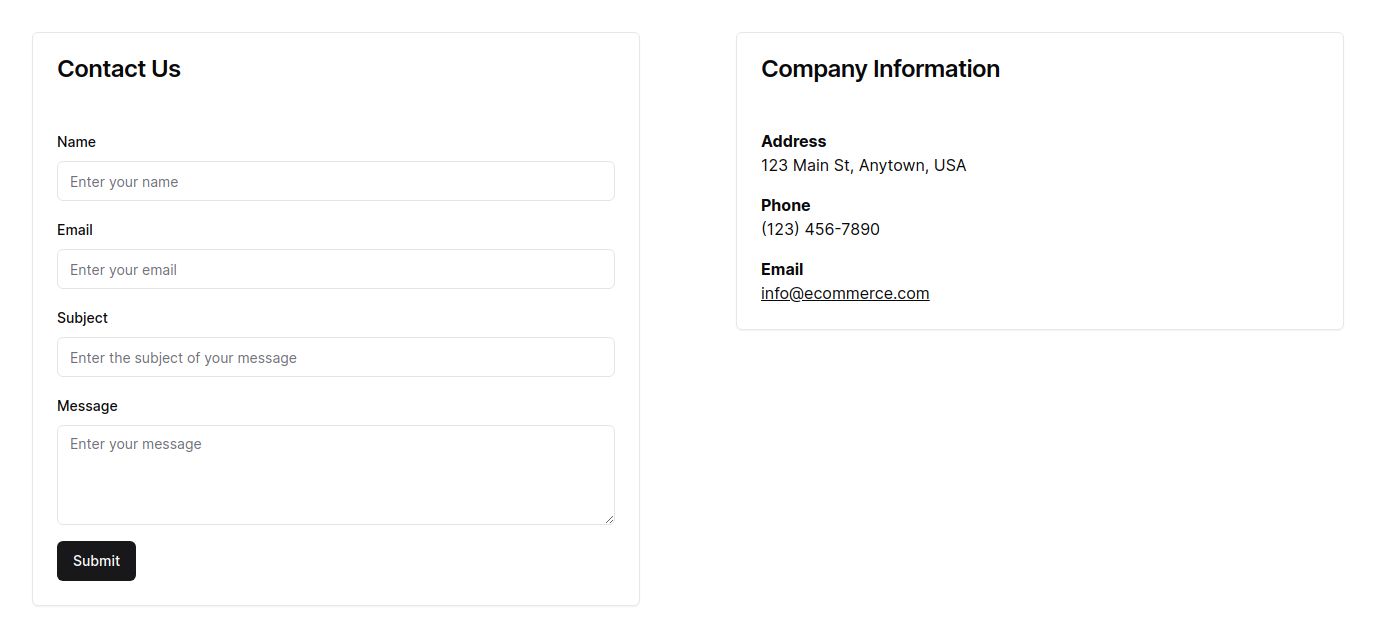 Contact Us
Name
Enter your name
Email
Enter your email
Subject
Enter the subject of your message
Message
Enter your message
Submit
Company Information
Address
123 Main St, Anytown, USA
Phone
(123) 456-7890
Email
info@ecommerce.com